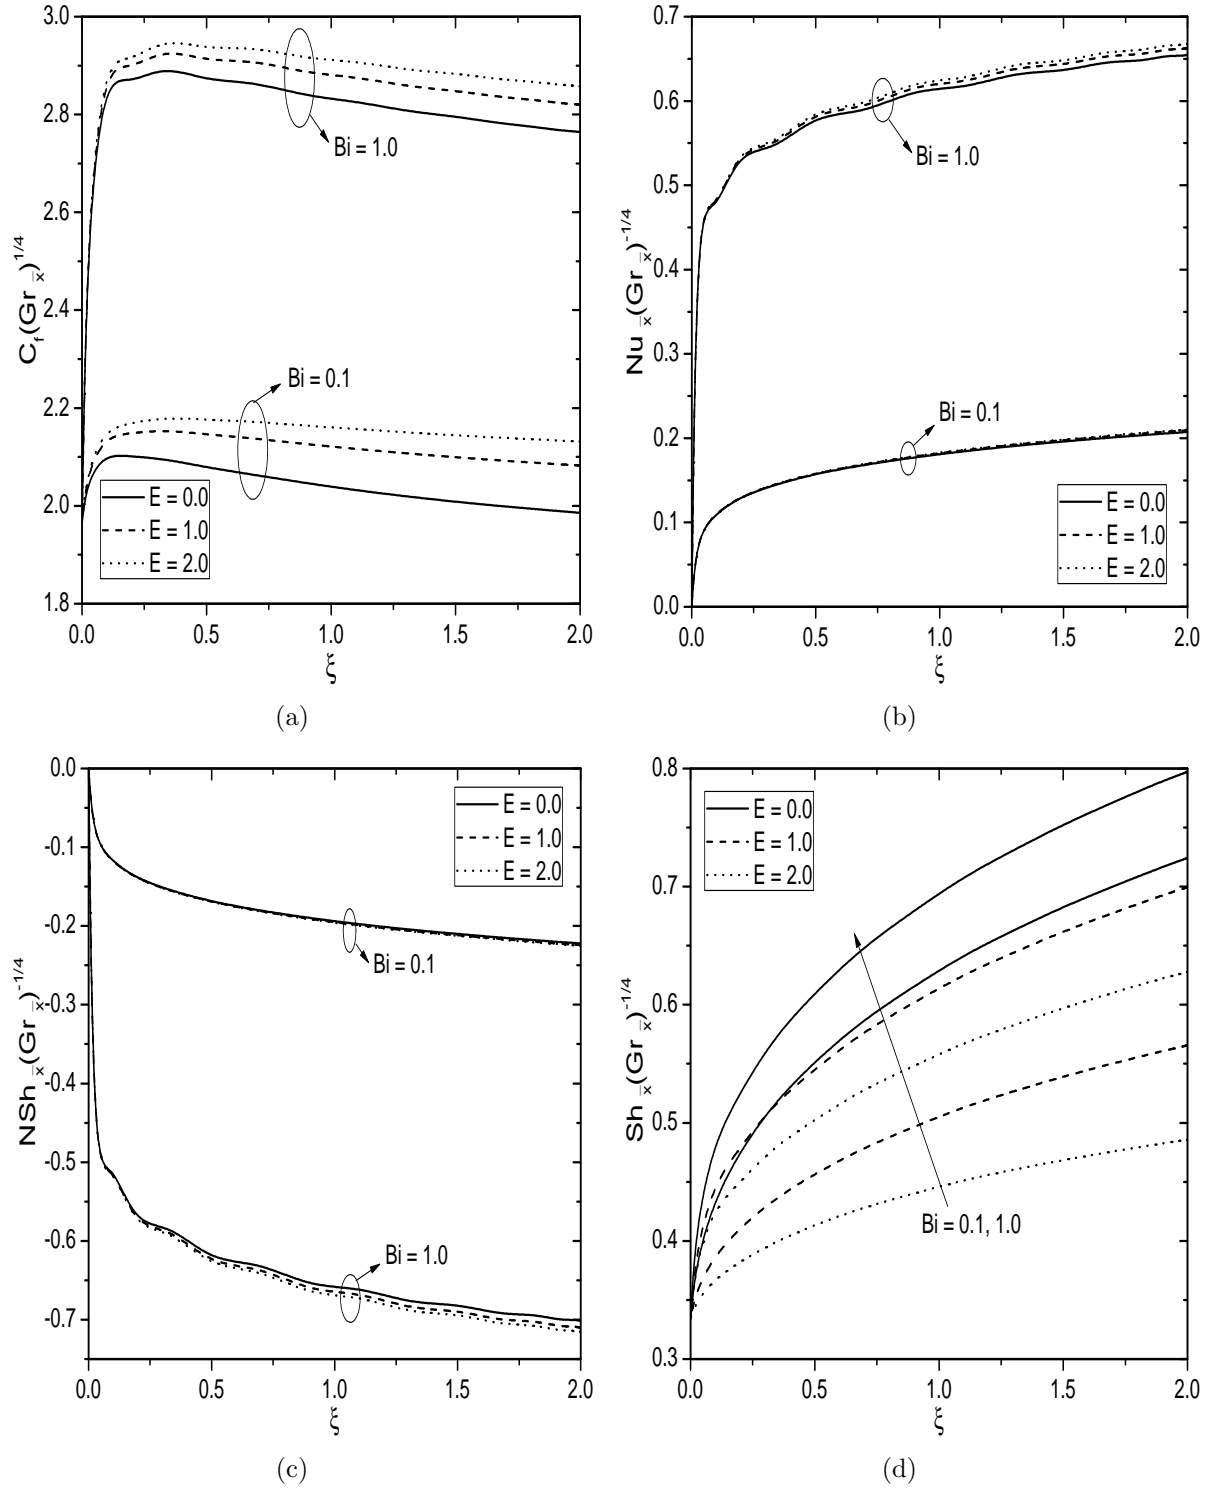 3.0
2.8
2.6
2.4
2.2
2.0
1.8
C_f(Gr_x̄)^1/4
Bi = 1.0
Bi = 0.1
E = 0.0
E = 1.0
E = 2.0
0.0 0.5 1.0 1.5 2.0
ξ
(a)
0.7
0.6
0.5
0.4
0.3
0.2
0.1
0.0
Nu_x̄(Gr_x̄)^-1/4
Bi = 1.0
Bi = 0.1
E = 0.0
E = 1.0
E = 2.0
0.0 0.5 1.0 1.5 2.0
ξ
(b)
0.0
-0.1
-0.2
-0.3
-0.4
-0.5
-0.6
-0.7
NSh_x̄(Gr_x̄)^-1/4
E = 0.0
E = 1.0
E = 2.0
Bi = 0.1
Bi = 1.0
0.0 0.5 1.0 1.5 2.0
ξ
(c)
0.8
0.7
0.6
0.5
0.4
0.3
Sh_x̄(Gr_x̄)^-1/4
E = 0.0
E = 1.0
E = 2.0
Bi = 0.1, 1.0
0.0 0.5 1.0 1.5 2.0
ξ
(d)